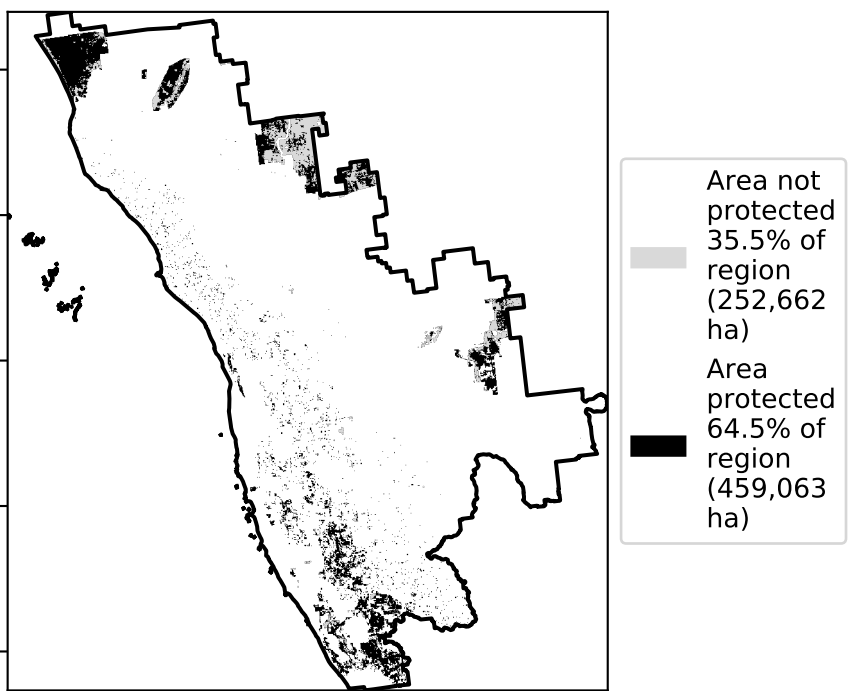 Area not
protected
35.5% of
region
(252,662
ha)
Area
protected
64.5% of
region
(459,063
ha)